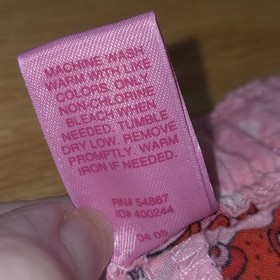 MACHINE WASH
WARM WITH LIKE
COLORS. ONLY
NON-CHLORINE
BLEACH WHEN
NEEDED. TUMBLE
DRY LOW. REMOVE
PROMPTLY. WARM
IRON IF NEEDED.
RN# 54867
ID# 400244
04 05